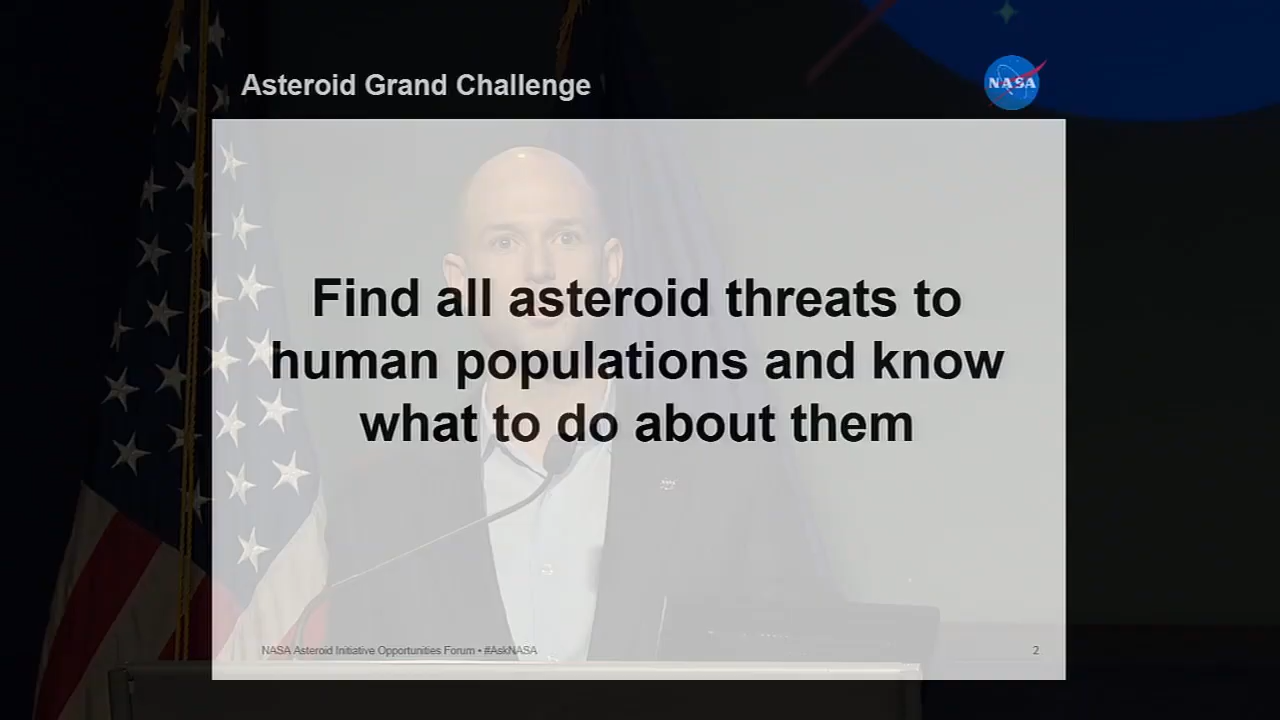 Asteroid Grand Challenge
NASA
Find all asteroid threats to
human populations and know
what to do about them
NASA Asteroid Initiative Opportunities Forum • #AskNASA
2